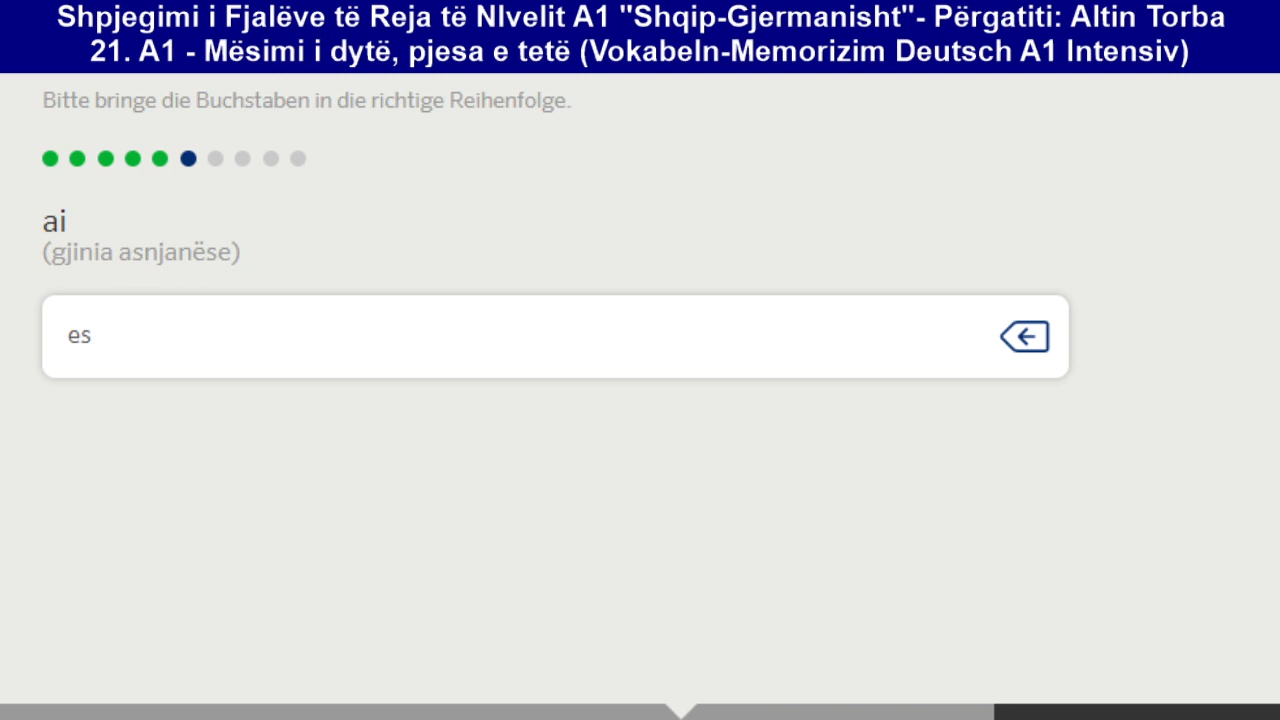 Shpjegimi i Fjalëve të Reja të NIvelit A1 "Shqip-Gjermanisht"- Përgatiti: Altin Torba
21. A1 - Mësimi i dytë, pjesa e tetë (Vokabeln-Memorizim Deutsch A1 Intensiv)
Bitte bringe die Buchstaben in die richtige Reihenfolge.
ai
(gjinia asnjanëse)
es